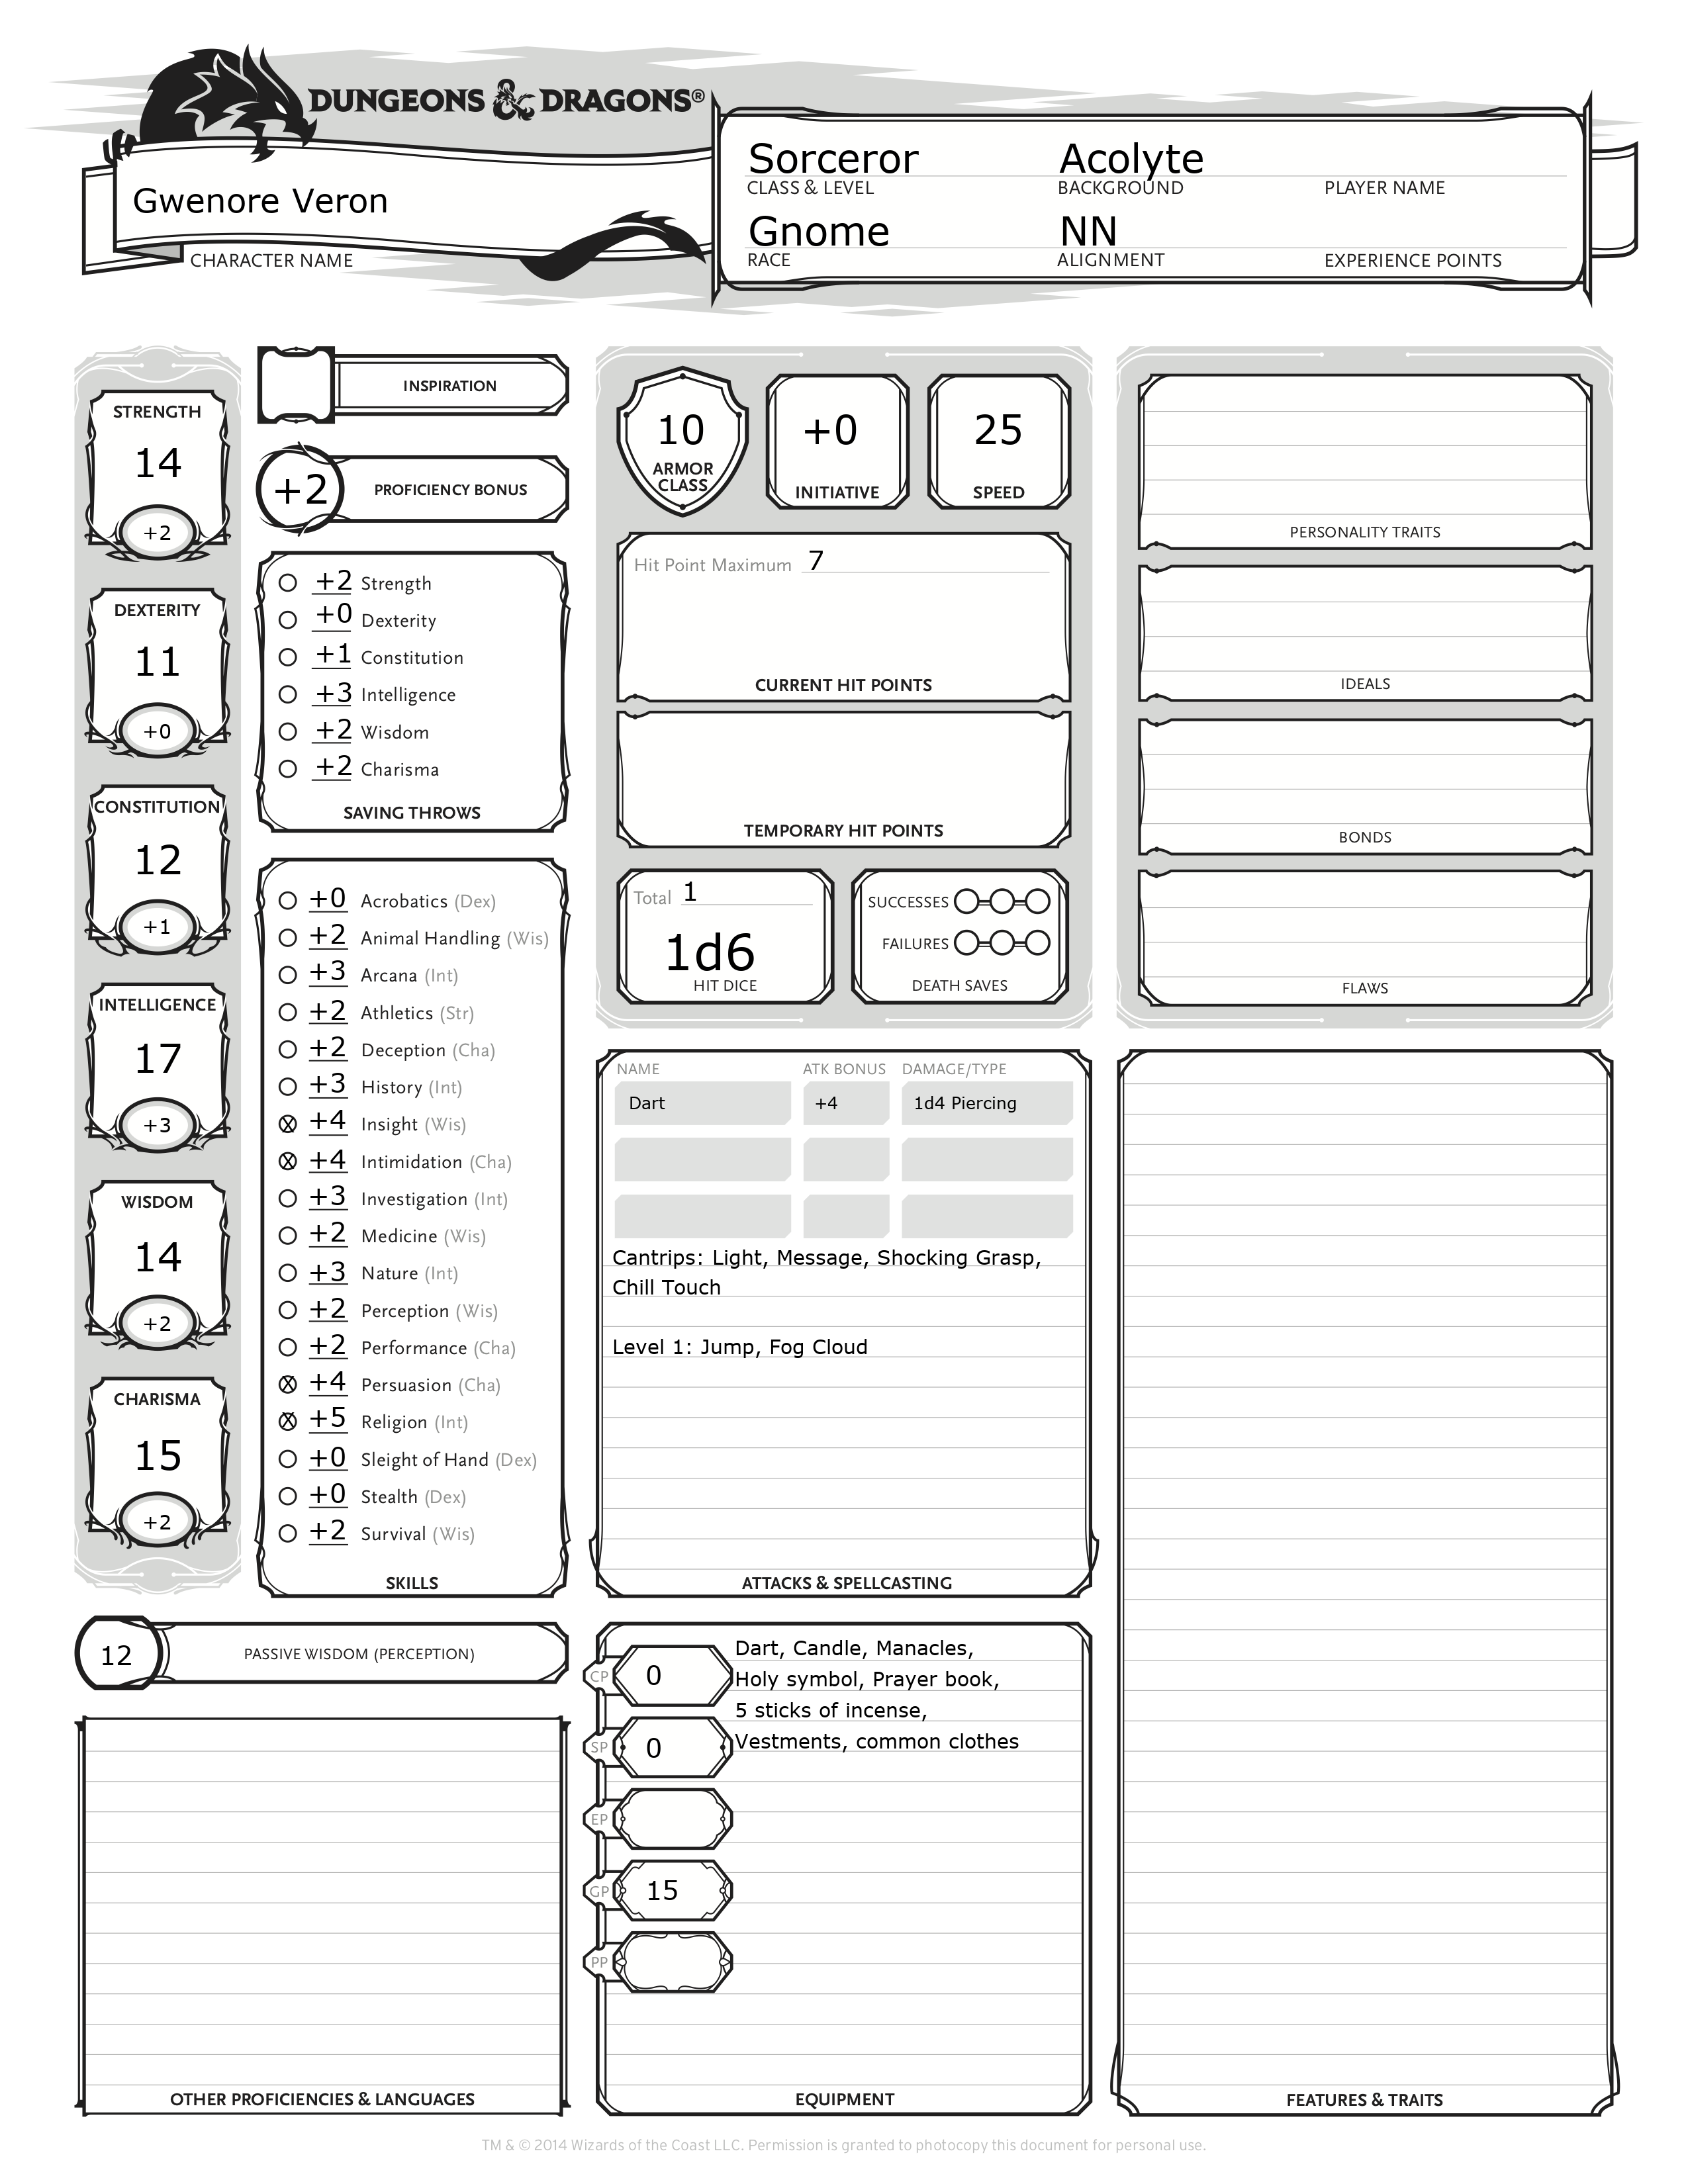 DUNGEONS & DRAGONS®
Gwenore Veron
CHARACTER NAME
Sorceror Acolyte
CLASS & LEVEL BACKGROUND PLAYER NAME
Gnome NN
RACE ALIGNMENT EXPERIENCE POINTS
STRENGTH
14
+2
DEXTERITY
11
+0
CONSTITUTION
12
+1
INTELLIGENCE
17
+3
WISDOM
14
+2
CHARISMA
15
+2
INSPIRATION
+2 PROFICIENCY BONUS
+2 Strength
+0 Dexterity
+1 Constitution
+3 Intelligence
+2 Wisdom
+2 Charisma
SAVING THROWS
+0 Acrobatics (Dex)
+2 Animal Handling (Wis)
+3 Arcana (Int)
+2 Athletics (Str)
+2 Deception (Cha)
+3 History (Int)
X +4 Insight (Wis)
X +4 Intimidation (Cha)
+3 Investigation (Int)
+2 Medicine (Wis)
+3 Nature (Int)
+2 Perception (Wis)
+2 Performance (Cha)
X +4 Persuasion (Cha)
X +5 Religion (Int)
+0 Sleight of Hand (Dex)
+0 Stealth (Dex)
+2 Survival (Wis)
SKILLS
12 PASSIVE WISDOM (PERCEPTION)
OTHER PROFICIENCIES & LANGUAGES
10
ARMOR
CLASS
+0
INITIATIVE
25
SPEED
Hit Point Maximum 7
CURRENT HIT POINTS
TEMPORARY HIT POINTS
Total 1
1d6
HIT DICE
SUCCESSES
FAILURES
DEATH SAVES
NAME ATK BONUS DAMAGE/TYPE
Dart +4 1d4 Piercing
Cantrips: Light, Message, Shocking Grasp,
Chill Touch
Level 1: Jump, Fog Cloud
ATTACKS & SPELLCASTING
CP 0
SP 0
EP
GP 15
PP
Dart, Candle, Manacles,
Holy symbol, Prayer book,
5 sticks of incense,
Vestments, common clothes
EQUIPMENT
PERSONALITY TRAITS
IDEALS
BONDS
FLAWS
FEATURES & TRAITS
TM & © 2014 Wizards of the Coast LLC. Permission is granted to photocopy this document for personal use.